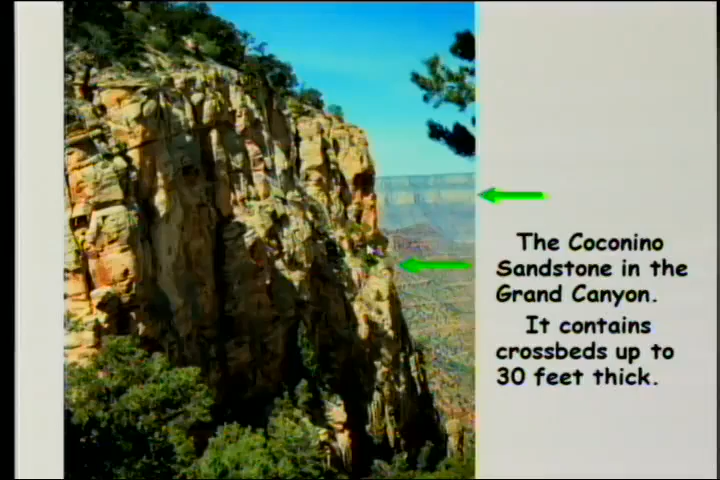 The Coconino
Sandstone in the
Grand Canyon.
It contains
crossbeds up to
30 feet thick.